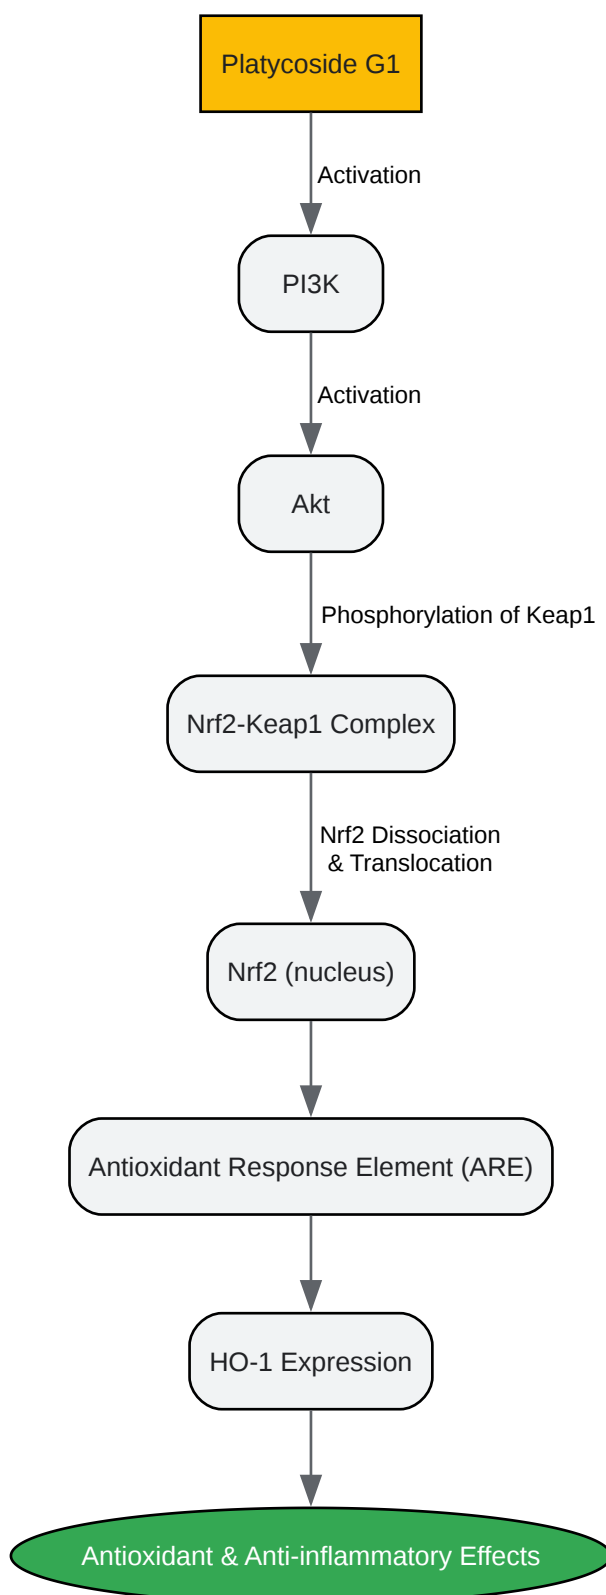 Platycoside G1
Activation
PI3K
Activation
Akt
Phosphorylation of Keap1
Nrf2-Keap1 Complex
Nrf2 Dissociation
& Translocation
Nrf2 (nucleus)
Antioxidant Response Element (ARE)
HO-1 Expression
Antioxidant & Anti-inflammatory Effects